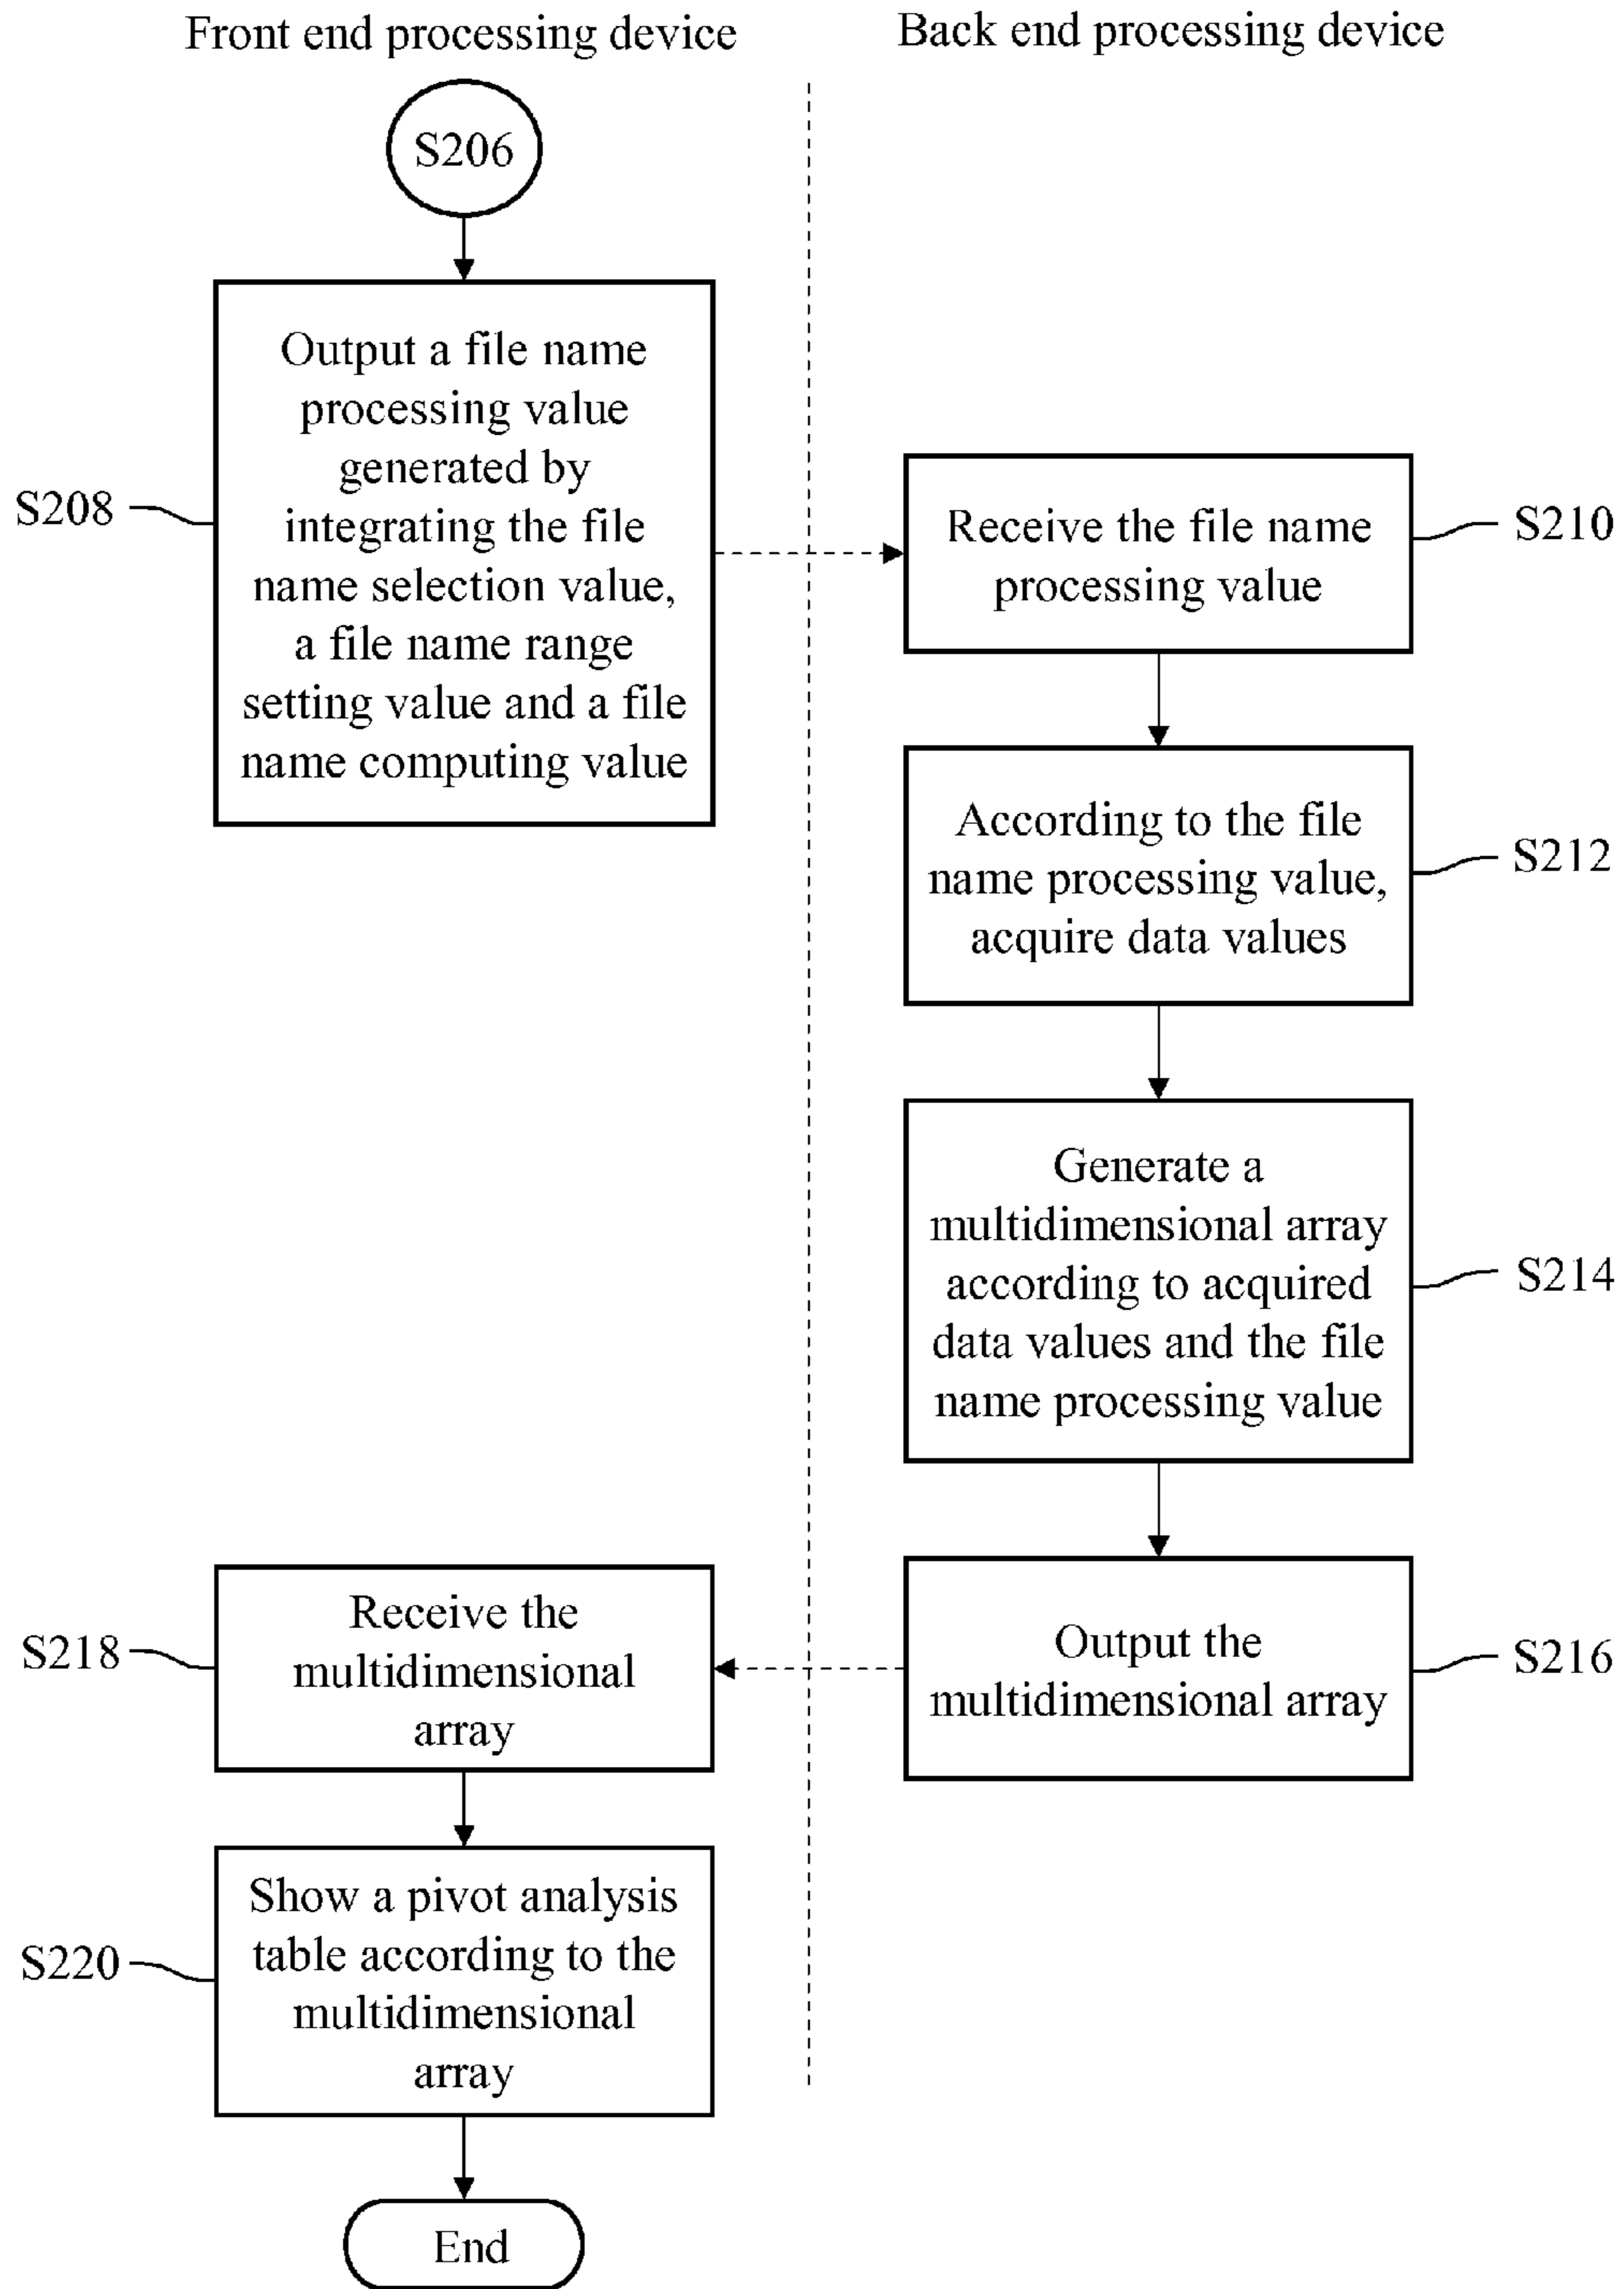 Front end processing device
Back end processing device
S206
Output a file name
processing value
generated by
integrating the file
name selection value,
a file name range
setting value and a file
name computing value
S208
Receive the file name
processing value
S210
According to the file
name processing value,
acquire data values
S212
Generate a
multidimensional array
according to acquired
data values and the file
name processing value
S214
Output the
multidimensional array
S216
Receive the
multidimensional
array
S218
Show a pivot analysis
table according to the
multidimensional
array
S220
End